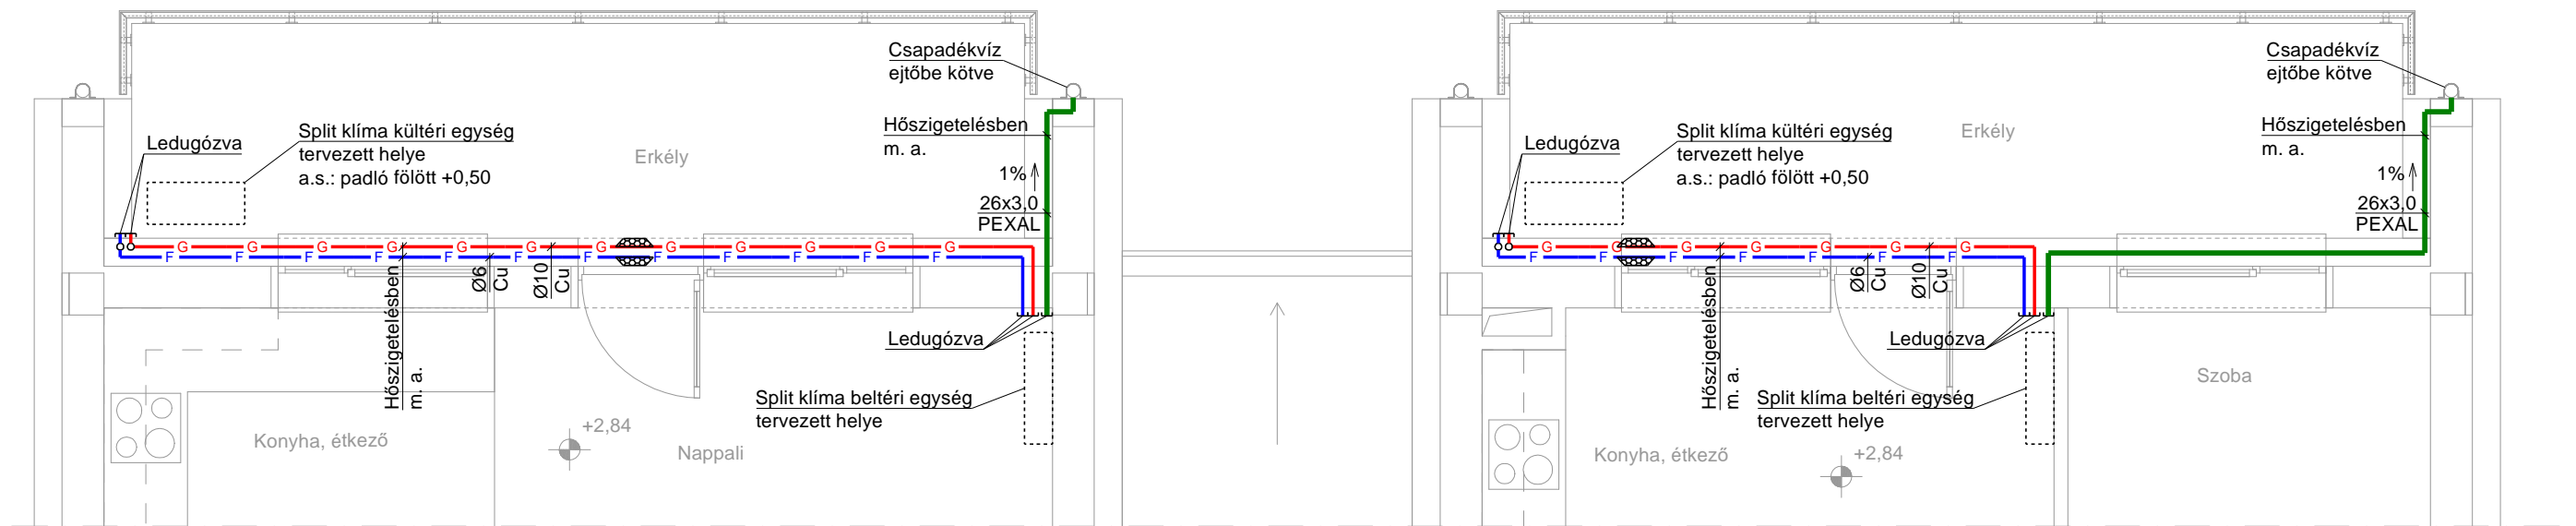 Csapadékvíz
ejtőbe kötve
Hőszigetelésben
m. a.
Ledugózva
Split klíma kültéri egység
tervezett helye
a.s.: padló fölött +0,50
Erkély
1%
26x3,0
PEXAL
G G G G G G G G G G G G
F F F F F F F F F F F
Ø6
Cu
Ø10
Cu
Hőszigetelésben
m. a.
Ledugózva
Split klíma beltéri egység
tervezett helye
+2,84
Konyha, étkező
Nappali
Csapadékvíz
ejtőbe kötve
Hőszigetelésben
m. a.
Ledugózva
Split klíma kültéri egység
tervezett helye
a.s.: padló fölött +0,50
Erkély
1%
26x3,0
PEXAL
G G G G G G G
F F F F F F F
Ø6
Cu
Ø10
Cu
Hőszigetelésben
m. a.
Ledugózva
Split klíma beltéri egység
tervezett helye
Szoba
Konyha, étkező
+2,84